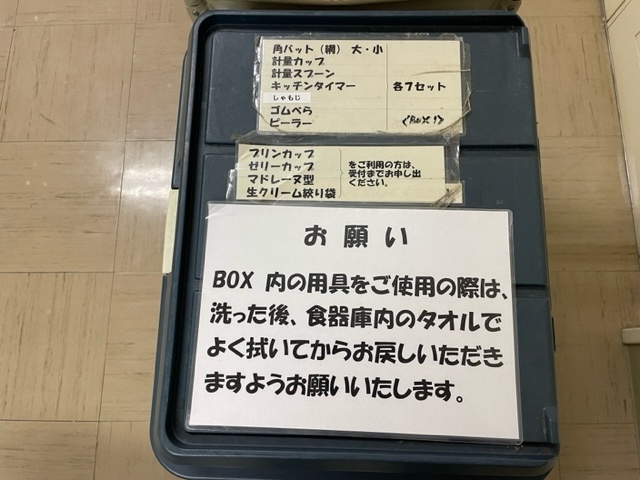 角バット（網）大・小
計量カップ
計量スプーン
キッチンタイマー
しゃもじ
ゴムべら
ピーラー
各7セット
〈BOX 1〉
プリンカップ
ゼリーカップ
マドレーヌ型
生クリーム絞り袋
をご利用の方は、
受付までお申し出
ください。
お願い
BOX 内の用具をご使用の際は、
洗った後、食器庫内のタオルで
よく拭いてからお戻しいただき
ますようお願いいたします。